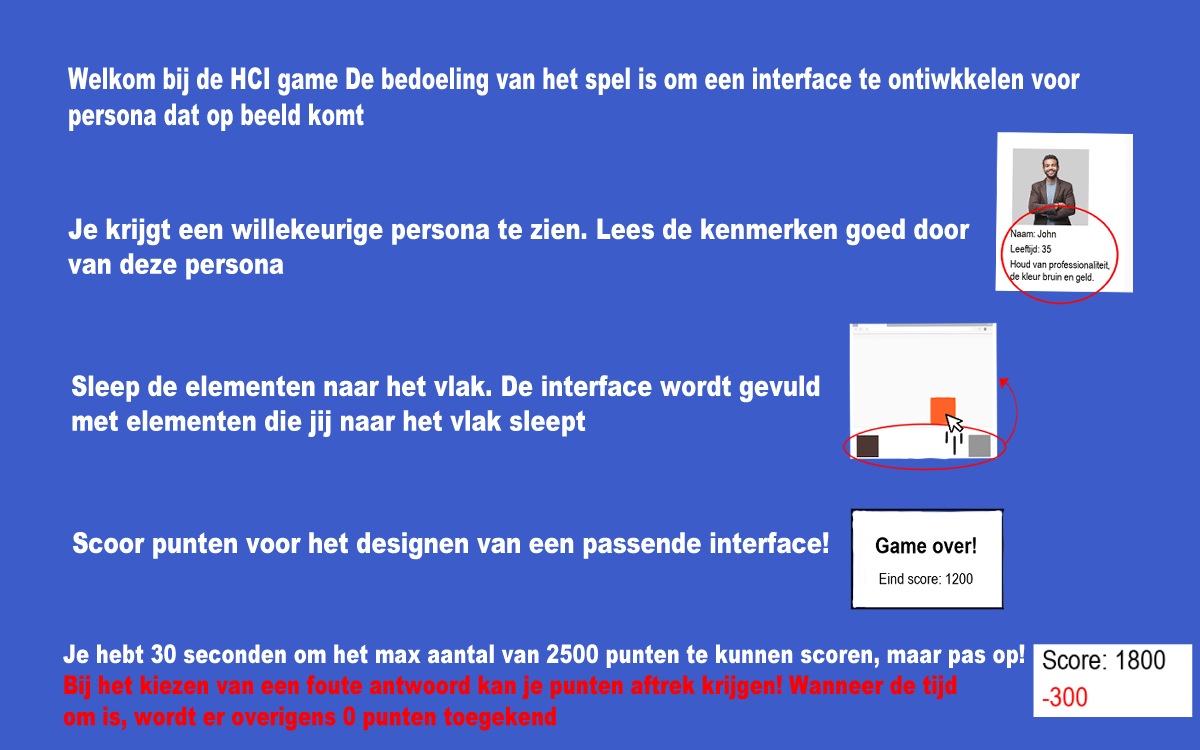 Welkom bij de HCI game De bedoeling van het spel is om een interface te ontiwkkelen voor
persona dat op beeld komt
Je krijgt een willekeurige persona te zien. Lees de kenmerken goed door
van deze persona
Naam: John
Leeftijd: 35
Houd van professionaliteit,
de kleur bruin en geld.
Sleep de elementen naar het vlak. De interface wordt gevuld
met elementen die jij naar het vlak sleept
Scoor punten voor het designen van een passende interface!
Game over!
Eind score: 1200
Je hebt 30 seconden om het max aantal van 2500 punten te kunnen scoren, maar pas op!
Bij het kiezen van een foute antwoord kan je punten aftrek krijgen! Wanneer de tijd
om is, wordt er overigens 0 punten toegekend
Score: 1800
-300